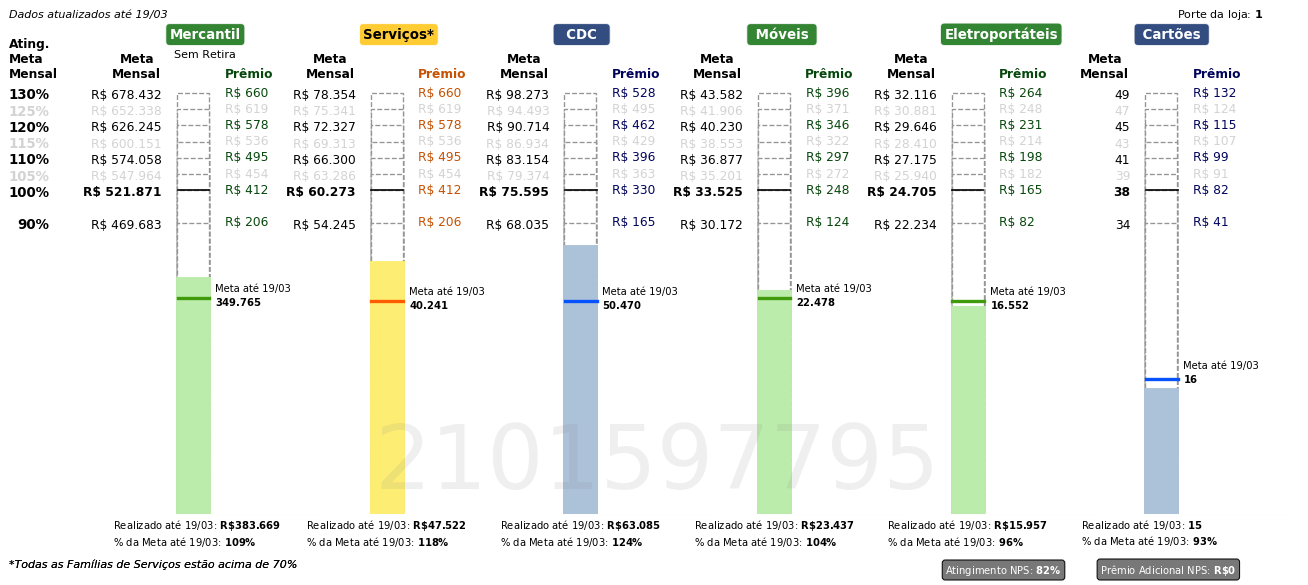 Dados atualizados até 19/03
Porte da loja: 1
Mercantil
Serviços*
CDC
Móveis
Eletroportáteis
Cartões
Sem Retira
Ating. Meta Mensal
Meta Mensal Prêmio Meta Mensal Prêmio Meta Mensal Prêmio Meta Mensal Prêmio Meta Mensal Prêmio Meta Mensal Prêmio
130% R$ 678.432 R$ 660 R$ 78.354 R$ 660 R$ 98.273 R$ 528 R$ 43.582 R$ 396 R$ 32.116 R$ 264 49 R$ 132
125% R$ 652.338 R$ 619 R$ 75.341 R$ 619 R$ 94.493 R$ 495 R$ 41.906 R$ 371 R$ 30.881 R$ 248 47 R$ 124
120% R$ 626.245 R$ 578 R$ 72.327 R$ 578 R$ 90.714 R$ 462 R$ 40.230 R$ 346 R$ 29.646 R$ 231 45 R$ 115
115% R$ 600.151 R$ 536 R$ 69.313 R$ 536 R$ 86.934 R$ 429 R$ 38.553 R$ 322 R$ 28.410 R$ 214 43 R$ 107
110% R$ 574.058 R$ 495 R$ 66.300 R$ 495 R$ 83.154 R$ 396 R$ 36.877 R$ 297 R$ 27.175 R$ 198 41 R$ 99
105% R$ 547.964 R$ 454 R$ 63.286 R$ 454 R$ 79.374 R$ 363 R$ 35.201 R$ 272 R$ 25.940 R$ 182 39 R$ 91
100% R$ 521.871 R$ 412 R$ 60.273 R$ 412 R$ 75.595 R$ 330 R$ 33.525 R$ 248 R$ 24.705 R$ 165 38 R$ 82
90% R$ 469.683 R$ 206 R$ 54.245 R$ 206 R$ 68.035 R$ 165 R$ 30.172 R$ 124 R$ 22.234 R$ 82 34 R$ 41
Meta até 19/03
349.765
Meta até 19/03
40.241
Meta até 19/03
50.470
Meta até 19/03
22.478
Meta até 19/03
16.552
Meta até 19/03
16
2101597795
Realizado até 19/03: R$383.669
% da Meta até 19/03: 109%
Realizado até 19/03: R$47.522
% da Meta até 19/03: 118%
Realizado até 19/03: R$63.085
% da Meta até 19/03: 124%
Realizado até 19/03: R$23.437
% da Meta até 19/03: 104%
Realizado até 19/03: R$15.957
% da Meta até 19/03: 96%
Realizado até 19/03: 15
% da Meta até 19/03: 93%
*Todas as Famílias de Serviços estão acima de 70%
Atingimento NPS: 82%
Prêmio Adicional NPS: R$0